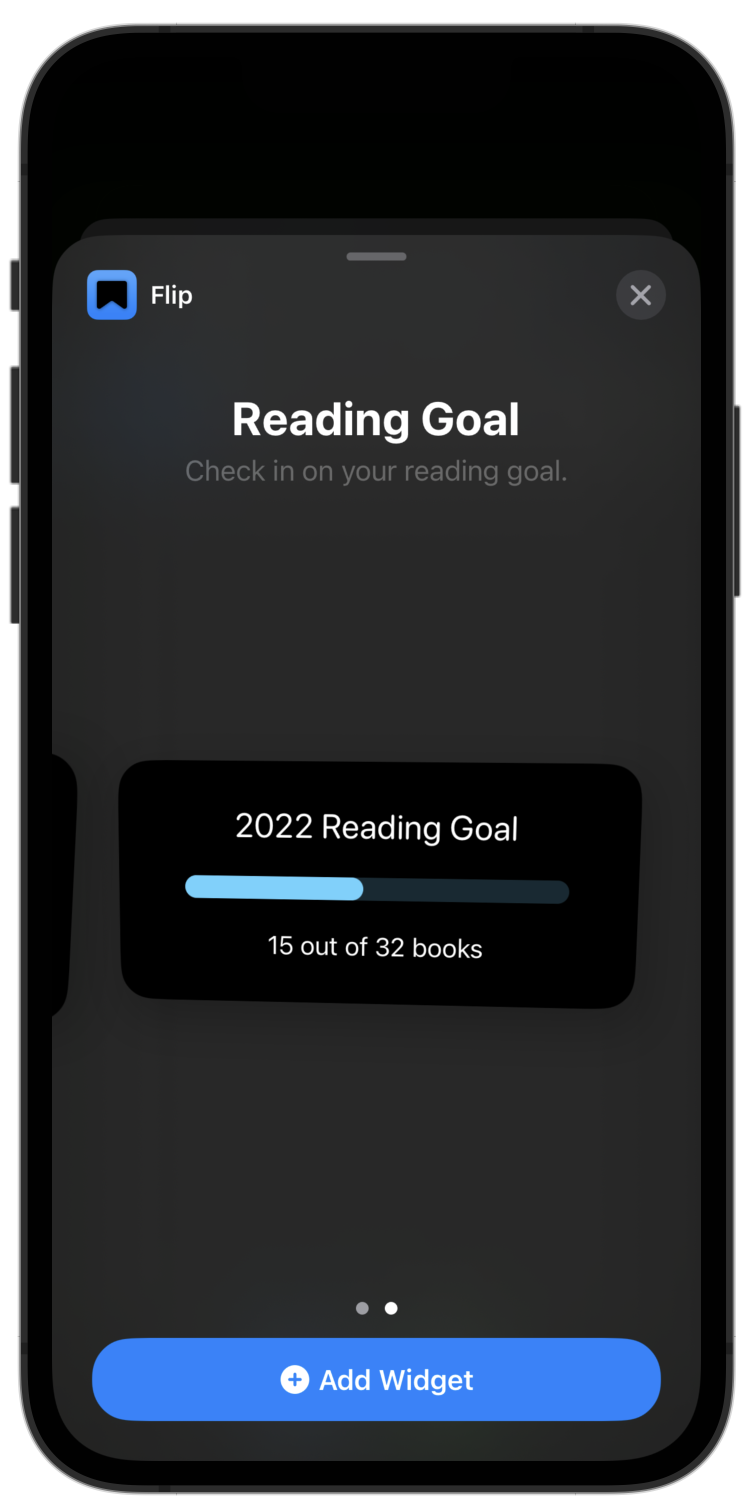 Flip
Reading Goal
Check in on your reading goal.
2022 Reading Goal
15 out of 32 books
Add Widget